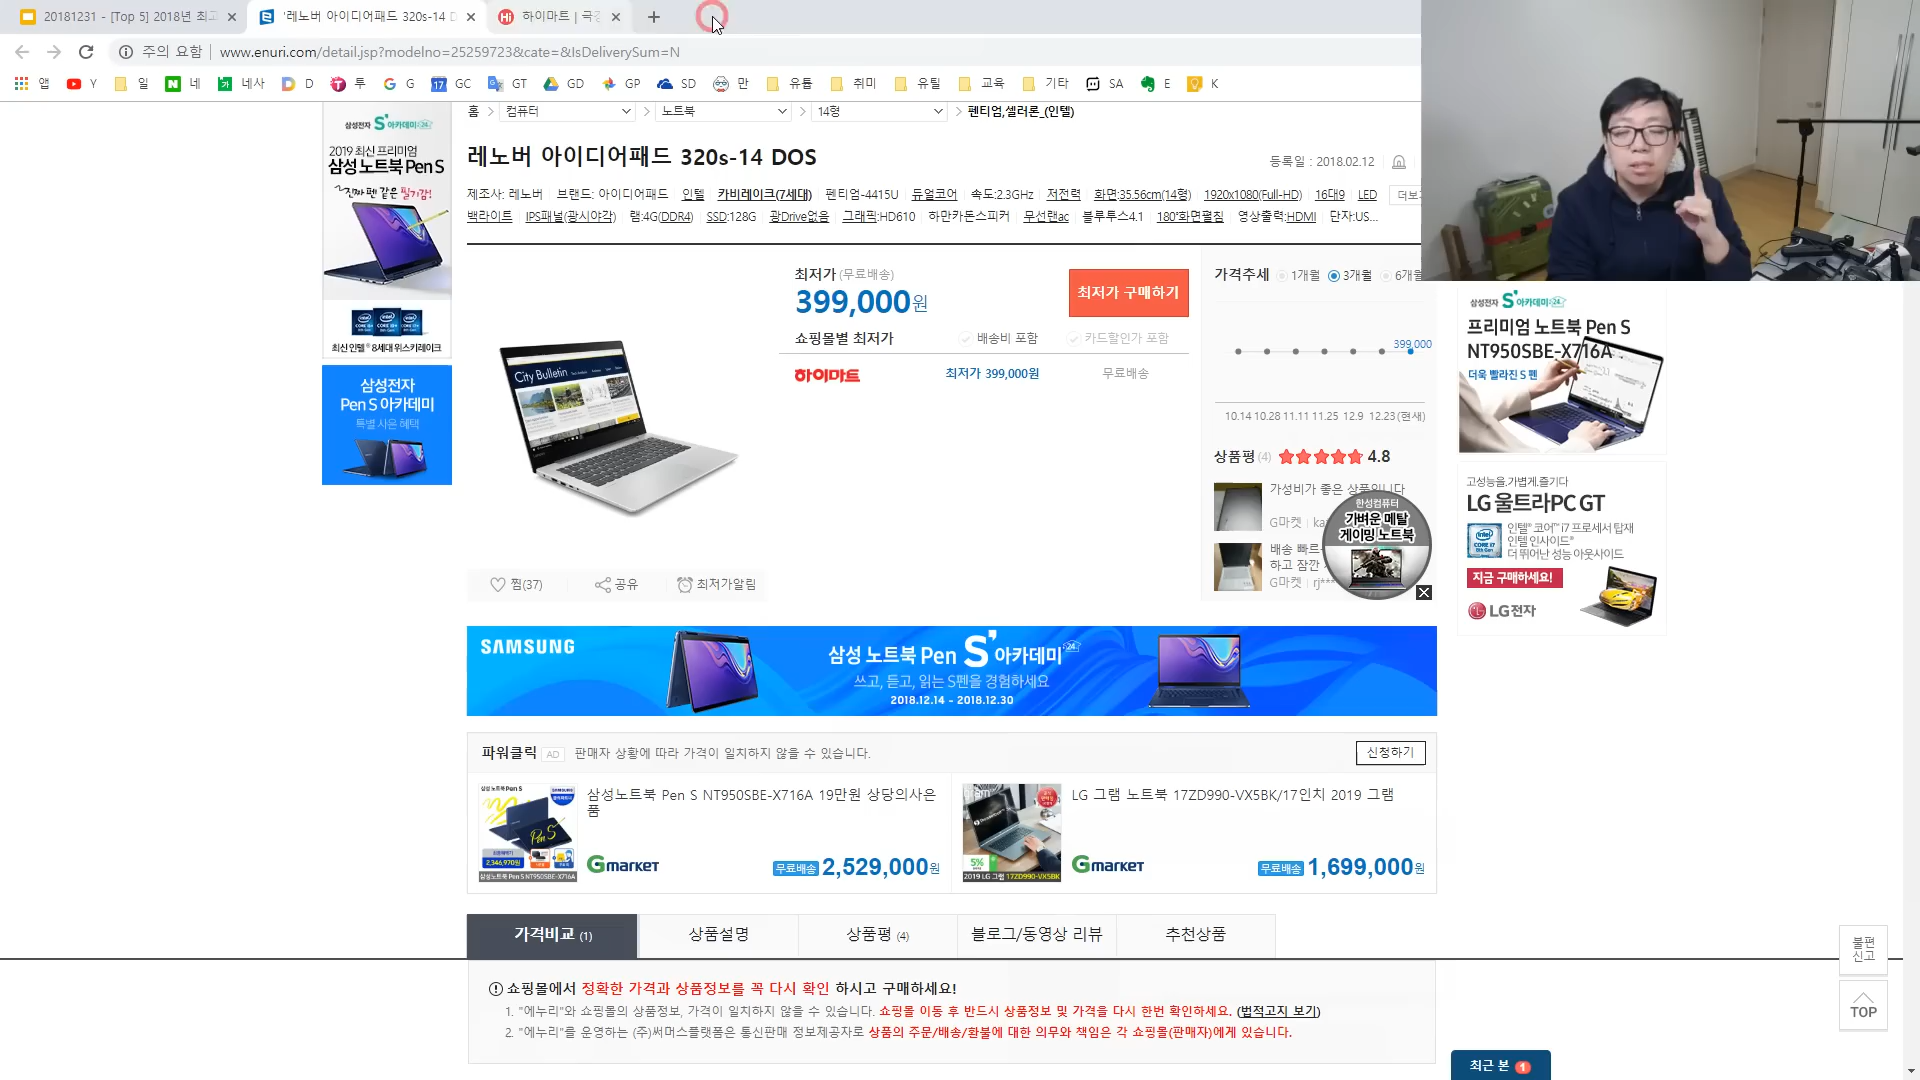 20181231 - [Top 5] 2018년 최고
'레노버 아이디어패드 320s-14 D
하이마트 | 국
주의 요함
www.enuri.com/detail.jsp?modelno=25259723&cate=&IsDeliverySum=N
앱 Y 일 네 네사 D 투 G GC GT GD GP SD 만 유틉 취미 유틸 교육 기타 SA E K
홈 컴퓨터 노트북 14형 펜티엄,셀러론_(인텔)
레노버 아이디어패드 320s-14 DOS
등록일 : 2018.02.12
제조사: 레노버 브랜드: 아이디어패드 인텔 카비레이크(7세대) 펜티엄-4415U 듀얼코어 속도:2.3GHz 저전력 화면:35.56cm(14형) 1920x1080(Full-HD) 16대9 LED
백라이트 IPS패널(광시야각) 램:4G(DDR4) SSD:128G 광Drive없음 그래픽:HD610 하만카돈스피커 무선랜ac 블루투스4.1 180°화면펼침 영상출력:HDMI 단자:US...
더보
삼성전자 S'아카데미 24
2019 최신 프리미엄
삼성 노트북 Pen S
진짜 펜 같은 필기감!
최신 인텔® 8세대 위스키레이크
삼성전자
Pen S 아카데미
특별 사은 혜택
City Bulletin
찜(37) 공유 최저가알림
최저가 (무료배송)
399,000원
최저가 구매하기
쇼핑몰별 최저가 배송비 포함 카드할인가 포함
하이마트 최저가 399,000원 무료배송
가격추세 1개월 3개월 6개월
399,000
10.14 10.28 11.11 11.25 12.9 12.23(현재)
상품평 (4) 4.8
가성비가 좋은 상품입니다
G마켓 | ka
배송 빠르
하고 잠깐
G마켓 | rj***
한성컴퓨터
가벼운 메탈
게이밍 노트북
삼성전자 S'아카데미 24
프리미엄 노트북 Pen S
NT950SBE-X716A
더욱 빨라진 S 펜
고성능을.가볍게.즐기다
LG 울트라PC GT
인텔® 코어™ i7 프로세서 탑재
인텔 인사이드®
더 뛰어난 성능 아웃사이드
지금 구매하세요!
LG전자
SAMSUNG
삼성 노트북 Pen S' 아카데미 24
쓰고, 듣고, 읽는 S펜을 경험하세요
2018.12.14 - 2018.12.30
파워클릭 AD 판매자 상황에 따라 가격이 일치하지 않을 수 있습니다.
신청하기
삼성 노트북 Pen S
SAMSUNG
2,346,970원
삼성노트북 Pen S NT950SBE-X716A
삼성노트북 Pen S NT950SBE-X716A 19만원 상당의사은
품
Gmarket 무료배송 2,529,000원
gram
5%
2019 LG 그램 17ZD990-VX5BK
LG 그램 노트북 17ZD990-VX5BK/17인치 2019 그램
Gmarket 무료배송 1,699,000원
가격비교 (1) 상품설명 상품평 (4) 블로그/동영상 리뷰 추천상품
쇼핑몰에서 정확한 가격과 상품정보를 꼭 다시 확인 하시고 구매하세요!
1. "에누리"와 쇼핑몰의 상품정보, 가격이 일치하지 않을 수 있습니다. 쇼핑몰 이동 후 반드시 상품정보 및 가격을 다시 한번 확인하세요. (법적고지 보기)
2. "에누리"를 운영하는 (주)써머스플랫폼은 통신판매 정보제공자로 상품의 주문/배송/환불에 대한 의무와 책임은 각 쇼핑몰(판매자)에게 있습니다.
불편
신고
TOP
최근 본 1